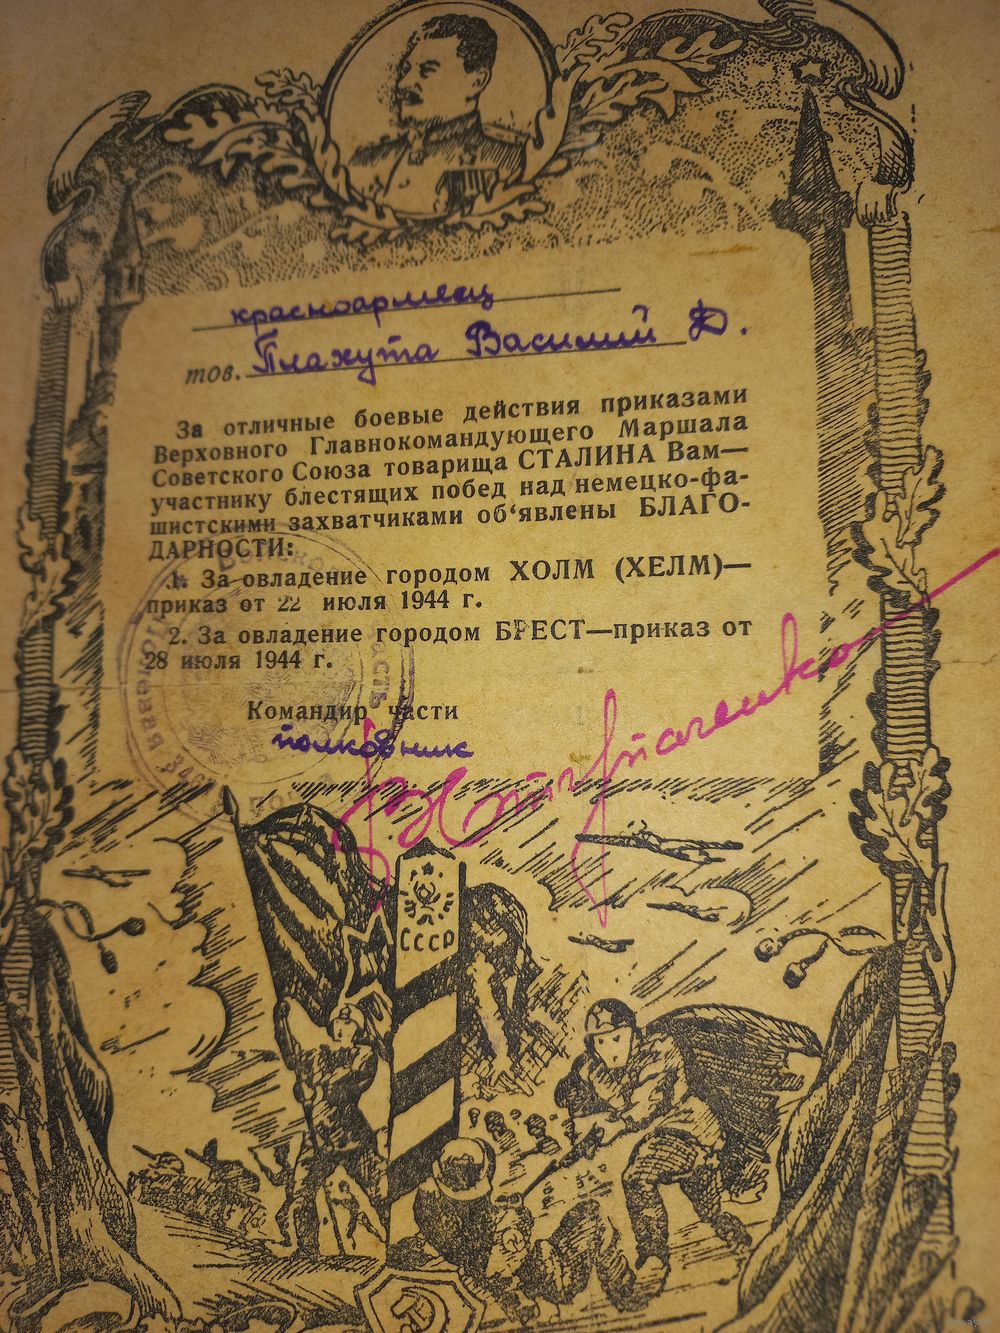 красноармеец
тов. Плахута Василий Д.
За отличные боевые действия приказами
Верховного Главнокомандующего Маршала
Советского Союза товарища СТАЛИНА Вам—
участнику блестящих побед над немецко-фа-
шистскими захватчиками об‘явлены БЛАГО-
ДАРНОСТИ:
1. За овладение городом ХОЛМ (ХЕЛМ)—
приказ от 22 июля 1944 г.
2. За овладение городом БРЕСТ—приказ от
28 июля 1944 г.
Командир части
полковник
СССР